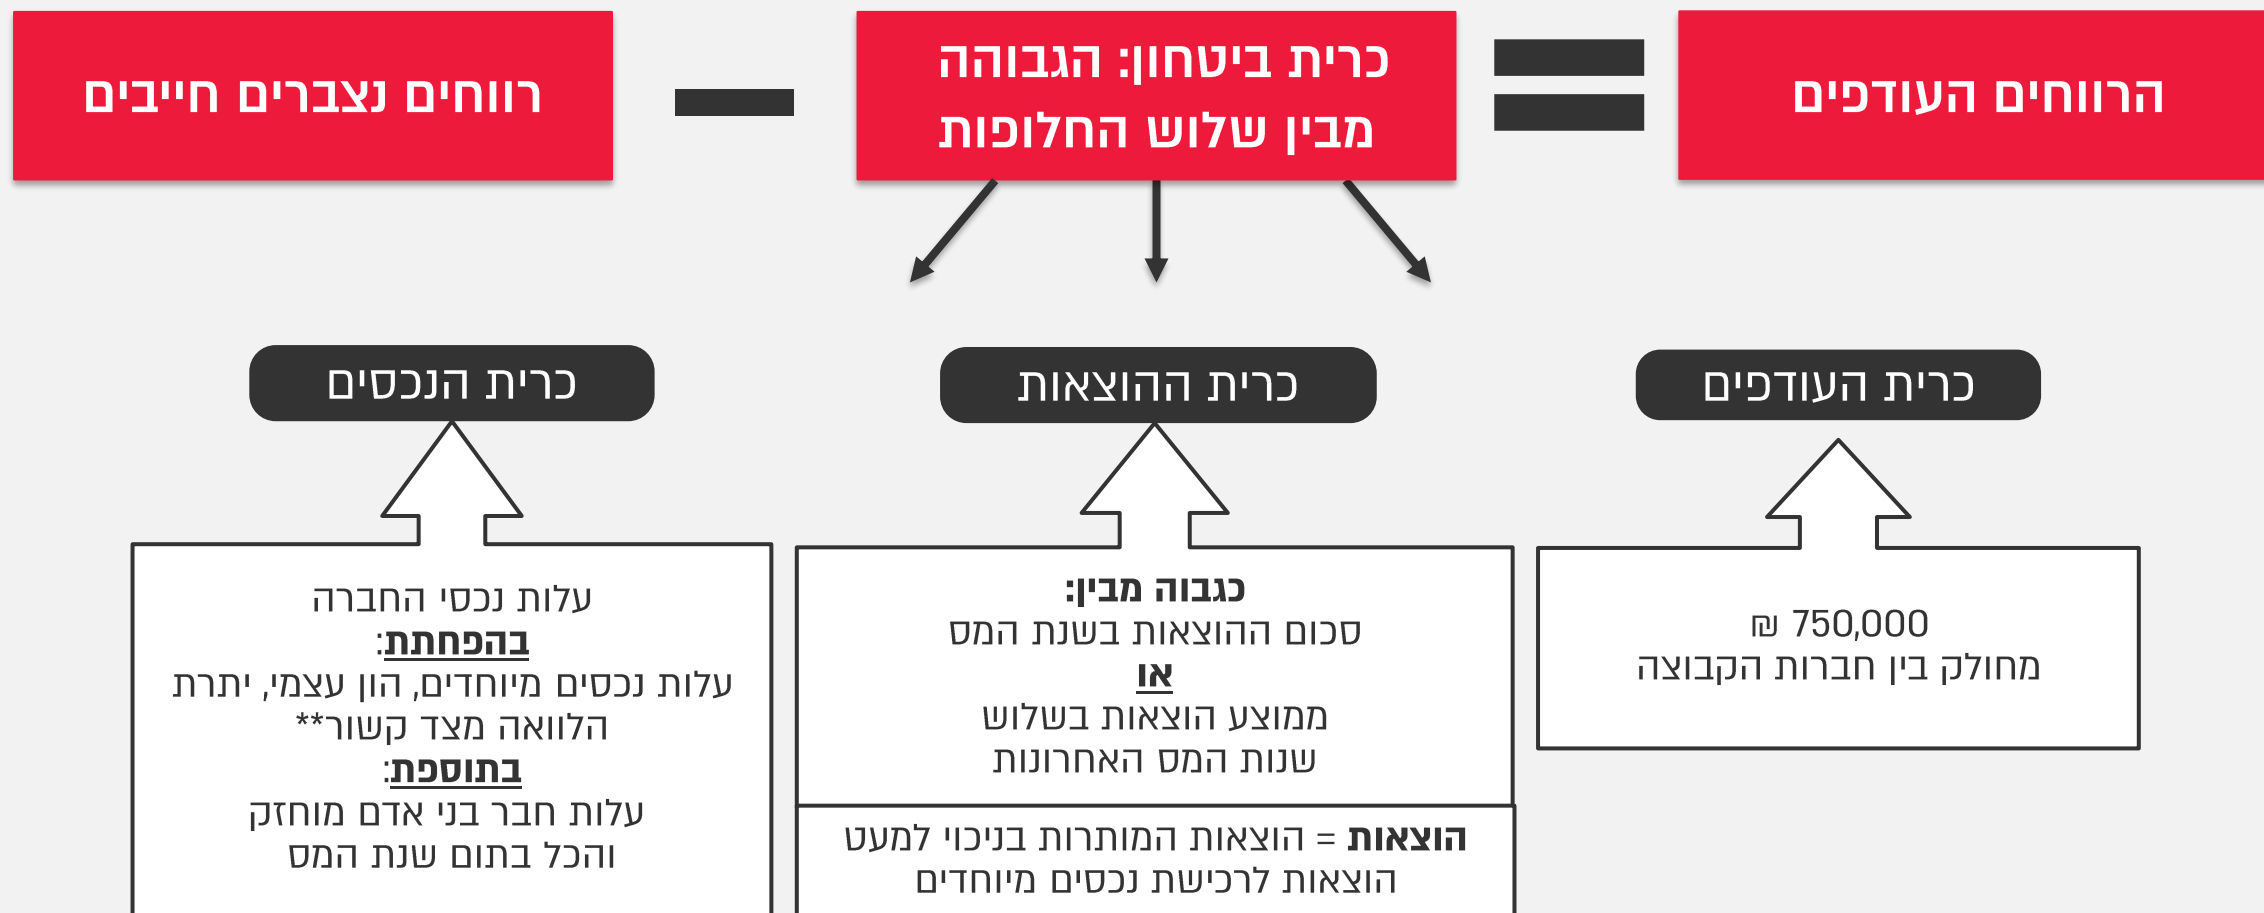 רווחים נצברים חייבים
כרית ביטחון: הגבוהה
מבין שלוש החלופות
הרווחים העודפים
כרית הנכסים
עלות נכסי החברה
בהפחתת:
עלות נכסים מיוחדים, הון עצמי, יתרת
הלוואה מצד קשור**
בתוספת:
עלות חבר בני אדם מוחזק
והכל בתום שנת המס
כרית ההוצאות
כגבוה מבין:
סכום ההוצאות בשנת המס
או
ממוצע הוצאות בשלוש
שנות המס האחרונות
הוצאות = הוצאות המותרות בניכוי למעט
הוצאות לרכישת נכסים מיוחדים
כרית העודפים
750,000 ₪
מחולק בין חברות הקבוצה